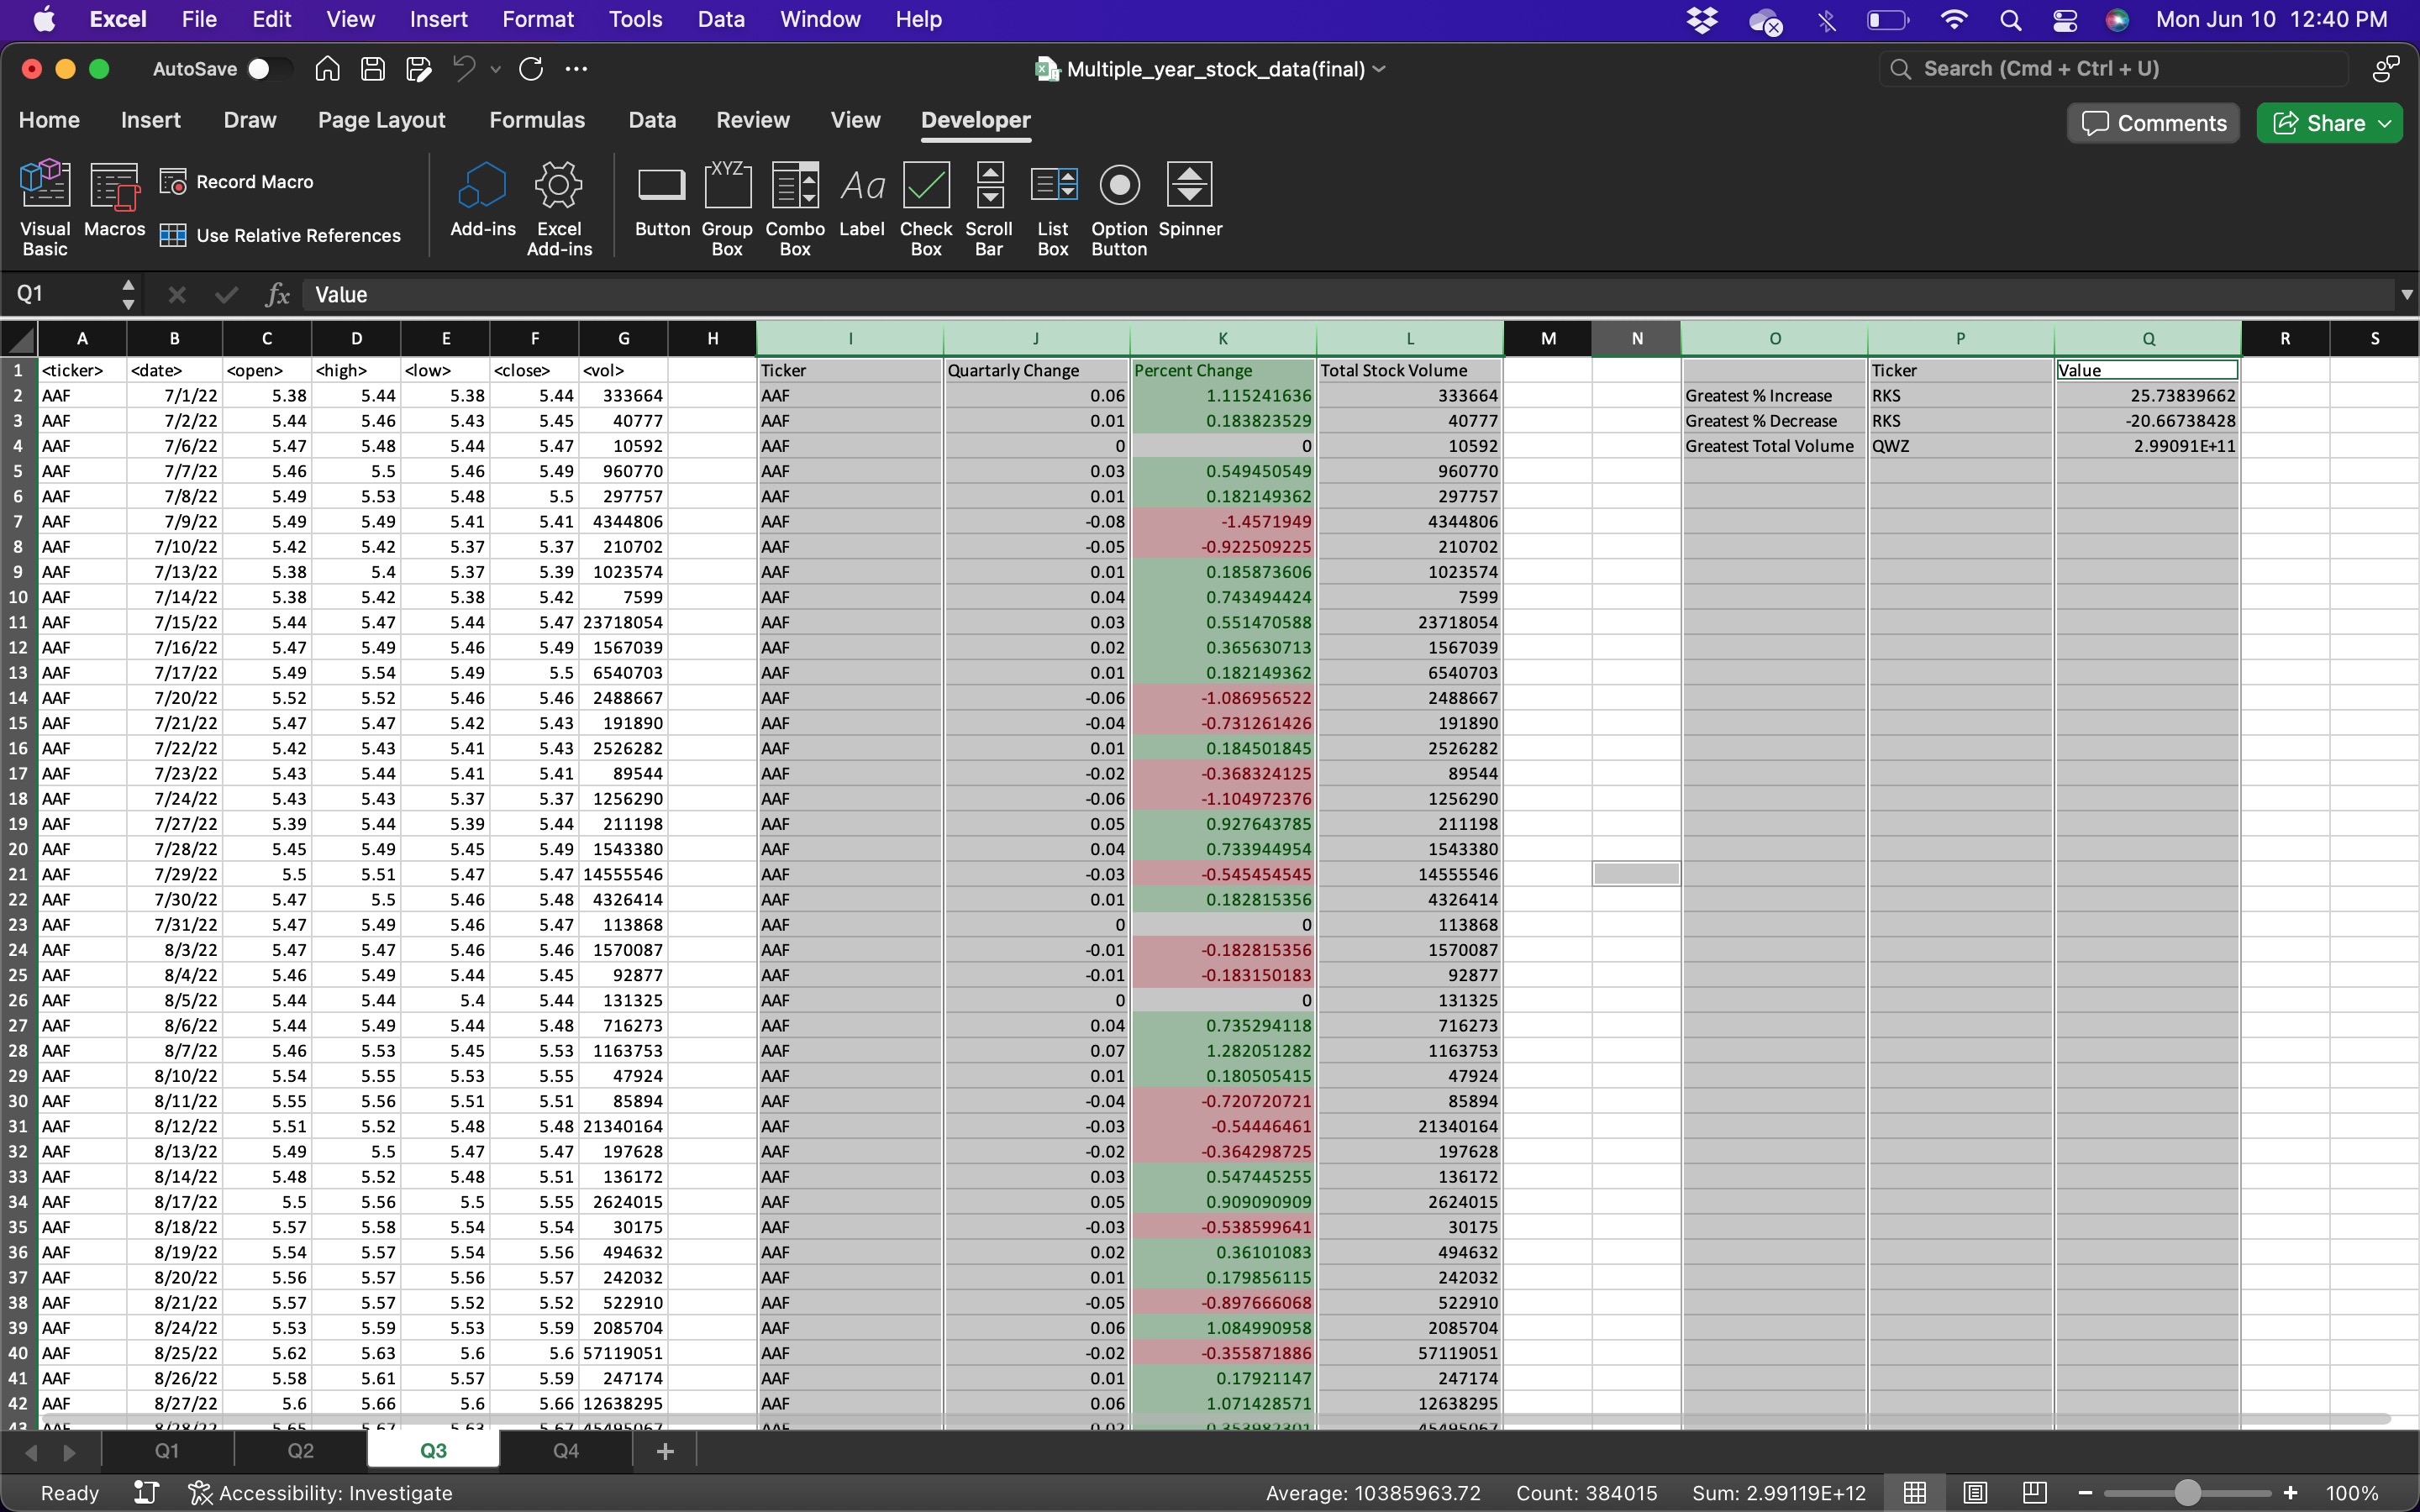 Excel File Edit View Insert Format Tools Data Window Help Mon Jun 10 12:40 PM
AutoSave Multiple_year_stock_data(final) Search (Cmd + Ctrl + U)
Home Insert Draw Page Layout Formulas Data Review View Developer Comments Share
Visual Basic Macros Record Macro Use Relative References Add-ins Excel Add-ins Button XYZ Group Box Combo Box Aa Label Check Box Scroll Bar List Box Option Button Spinner
Q1 fx Value
A B C D E F G H I J K L M N O P Q R S
1 <ticker> <date> <open> <high> <low> <close> <vol> Ticker Quartarly Change Percent Change Total Stock Volume Ticker Value
2 AAF 7/1/22 5.38 5.44 5.38 5.44 333664 AAF 0.06 1.115241636 333664 Greatest % Increase RKS 25.73839662
3 AAF 7/2/22 5.44 5.46 5.43 5.45 40777 AAF 0.01 0.183823529 40777 Greatest % Decrease RKS -20.66738428
4 AAF 7/6/22 5.47 5.48 5.44 5.47 10592 AAF 0 0 10592 Greatest Total Volume QWZ 2.99091E+11
5 AAF 7/7/22 5.46 5.5 5.46 5.49 960770 AAF 0.03 0.549450549 960770
6 AAF 7/8/22 5.49 5.53 5.48 5.5 297757 AAF 0.01 0.182149362 297757
7 AAF 7/9/22 5.49 5.49 5.41 5.41 4344806 AAF -0.08 -1.4571949 4344806
8 AAF 7/10/22 5.42 5.42 5.37 5.37 210702 AAF -0.05 -0.922509225 210702
9 AAF 7/13/22 5.38 5.4 5.37 5.39 1023574 AAF 0.01 0.185873606 1023574
10 AAF 7/14/22 5.38 5.42 5.38 5.42 7599 AAF 0.04 0.743494424 7599
11 AAF 7/15/22 5.44 5.47 5.44 5.47 23718054 AAF 0.03 0.551470588 23718054
12 AAF 7/16/22 5.47 5.49 5.46 5.49 1567039 AAF 0.02 0.365630713 1567039
13 AAF 7/17/22 5.49 5.54 5.49 5.5 6540703 AAF 0.01 0.182149362 6540703
14 AAF 7/20/22 5.52 5.52 5.46 5.46 2488667 AAF -0.06 -1.086956522 2488667
15 AAF 7/21/22 5.47 5.47 5.42 5.43 191890 AAF -0.04 -0.731261426 191890
16 AAF 7/22/22 5.42 5.43 5.41 5.43 2526282 AAF 0.01 0.184501845 2526282
17 AAF 7/23/22 5.43 5.44 5.41 5.41 89544 AAF -0.02 -0.368324125 89544
18 AAF 7/24/22 5.43 5.43 5.37 5.37 1256290 AAF -0.06 -1.104972376 1256290
19 AAF 7/27/22 5.39 5.44 5.39 5.44 211198 AAF 0.05 0.927643785 211198
20 AAF 7/28/22 5.45 5.49 5.45 5.49 1543380 AAF 0.04 0.733944954 1543380
21 AAF 7/29/22 5.5 5.51 5.47 5.47 14555546 AAF -0.03 -0.545454545 14555546
22 AAF 7/30/22 5.47 5.5 5.46 5.48 4326414 AAF 0.01 0.182815356 4326414
23 AAF 7/31/22 5.47 5.49 5.46 5.47 113868 AAF 0 0 113868
24 AAF 8/3/22 5.47 5.47 5.46 5.46 1570087 AAF -0.01 -0.182815356 1570087
25 AAF 8/4/22 5.46 5.49 5.44 5.45 92877 AAF -0.01 -0.183150183 92877
26 AAF 8/5/22 5.44 5.44 5.4 5.44 131325 AAF 0 0 131325
27 AAF 8/6/22 5.44 5.49 5.44 5.48 716273 AAF 0.04 0.735294118 716273
28 AAF 8/7/22 5.46 5.53 5.45 5.53 1163753 AAF 0.07 1.282051282 1163753
29 AAF 8/10/22 5.54 5.55 5.53 5.55 47924 AAF 0.01 0.180505415 47924
30 AAF 8/11/22 5.55 5.56 5.51 5.51 85894 AAF -0.04 -0.720720721 85894
31 AAF 8/12/22 5.51 5.52 5.48 5.48 21340164 AAF -0.03 -0.54446461 21340164
32 AAF 8/13/22 5.49 5.5 5.47 5.47 197628 AAF -0.02 -0.364298725 197628
33 AAF 8/14/22 5.48 5.52 5.48 5.51 136172 AAF 0.03 0.547445255 136172
34 AAF 8/17/22 5.5 5.56 5.5 5.55 2624015 AAF 0.05 0.909090909 2624015
35 AAF 8/18/22 5.57 5.58 5.54 5.54 30175 AAF -0.03 -0.538599641 30175
36 AAF 8/19/22 5.54 5.57 5.54 5.56 494632 AAF 0.02 0.36101083 494632
37 AAF 8/20/22 5.56 5.57 5.56 5.57 242032 AAF 0.01 0.179856115 242032
38 AAF 8/21/22 5.57 5.57 5.52 5.52 522910 AAF -0.05 -0.897666068 522910
39 AAF 8/24/22 5.53 5.59 5.53 5.59 2085704 AAF 0.06 1.084990958 2085704
40 AAF 8/25/22 5.62 5.63 5.6 5.6 57119051 AAF -0.02 -0.355871886 57119051
41 AAF 8/26/22 5.58 5.61 5.57 5.59 247174 AAF 0.01 0.17921147 247174
42 AAF 8/27/22 5.6 5.66 5.6 5.66 12638295 AAF 0.06 1.071428571 12638295
43 AAF 8/28/22 5.65 5.67 5.63 5.67 45495067 AAF 0.02 0.353982301 45495067
Q1 Q2 Q3 Q4
Ready Accessibility: Investigate Average: 10385963.72 Count: 384015 Sum: 2.99119E+12 100%